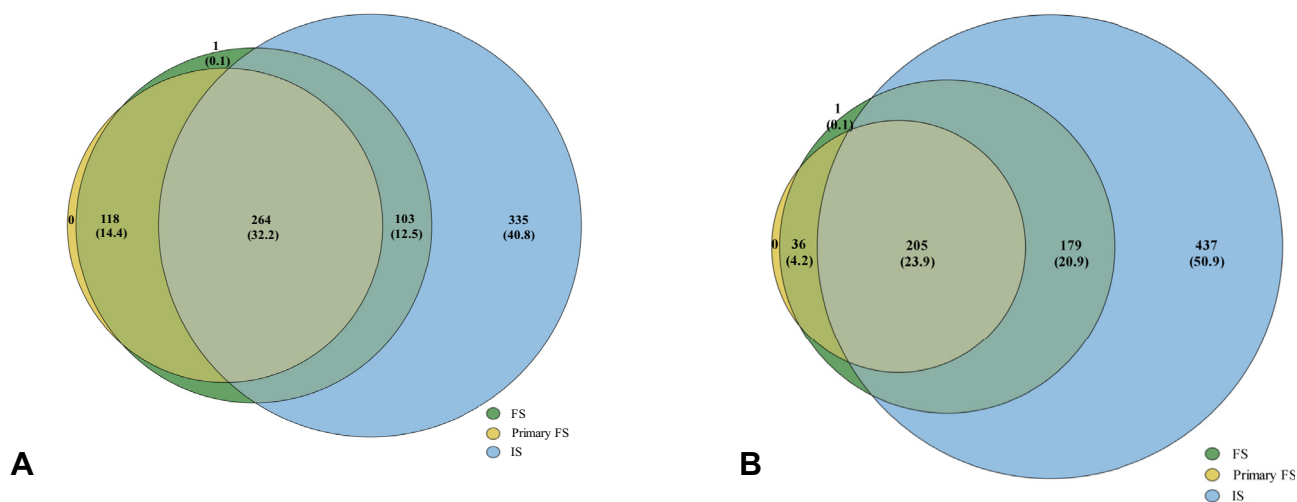 1
(0.1)
0
118
(14.4)
264
(32.2)
103
(12.5)
335
(40.8)
FS
Primary FS
IS
A
1
(0.1)
0
36
(4.2)
205
(23.9)
179
(20.9)
437
(50.9)
FS
Primary FS
IS
B